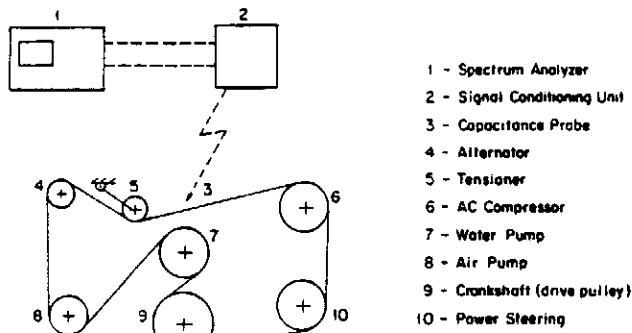 1
2
3
4
5
6
7
8
9
10
1 - Spectrum Analyzer
2 - Signal Conditioning Unit
3 - Capacitance Probe
4 - Alternator
5 - Tensioner
6 - AC Compressor
7 - Water Pump
8 - Air Pump
9 - Crankshaft (drive pulley)
10 - Power Steering